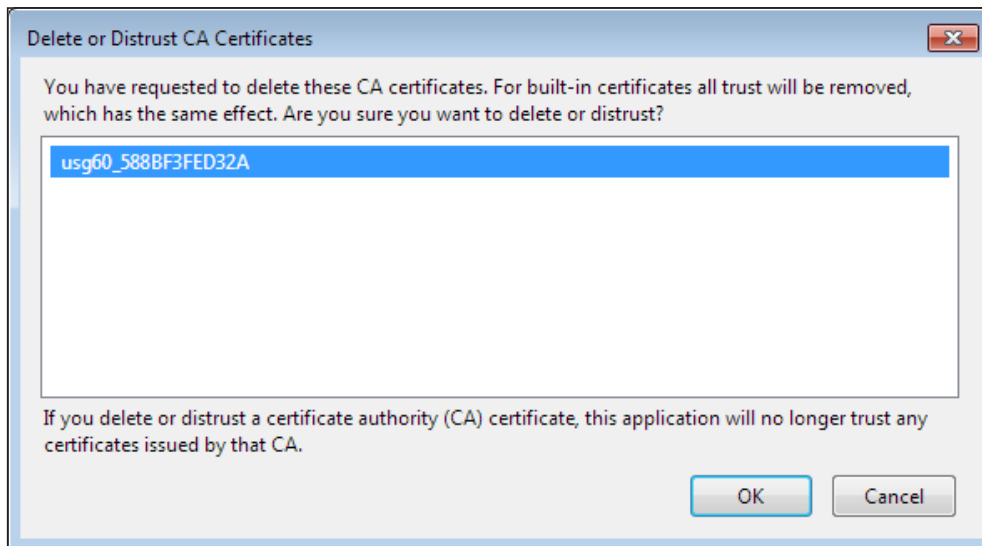 Delete or Distrust CA Certificates
You have requested to delete these CA certificates. For built-in certificates all trust will be removed,
which has the same effect. Are you sure you want to delete or distrust?
usg60_588BF3FED32A
If you delete or distrust a certificate authority (CA) certificate, this application will no longer trust any
certificates issued by that CA.
OK
Cancel